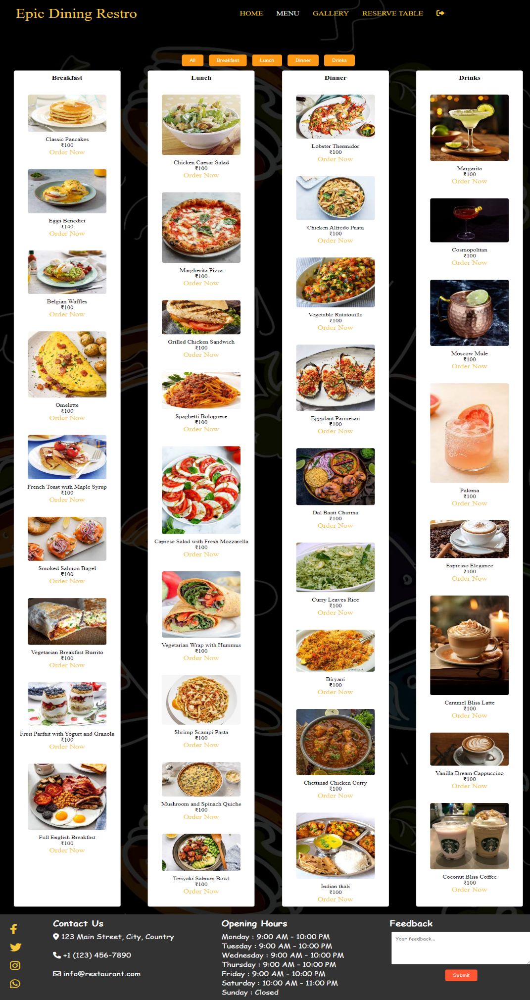 Epic Dining Restro
HOME MENU GALLERY RESERVE TABLE
All Breakfast Lunch Dinner Drinks
Breakfast
Classic Pancakes
₹100
Order Now
Eggs Benedict
₹140
Order Now
Belgian Waffles
₹100
Order Now
Omelette
₹100
Order Now
French Toast with Maple Syrup
₹100
Order Now
Smoked Salmon Bagel
₹100
Order Now
Vegetarian Breakfast Burrito
₹100
Order Now
Fruit Parfait with Yogurt and Granola
₹100
Order Now
Full English Breakfast
₹100
Order Now
Lunch
Chicken Caesar Salad
₹100
Order Now
Margherita Pizza
₹100
Order Now
Grilled Chicken Sandwich
₹100
Order Now
Spaghetti Bolognese
₹100
Order Now
Caprese Salad with Fresh Mozzarella
₹100
Order Now
Vegetarian Wrap with Hummus
₹100
Order Now
Shrimp Scampi Pasta
₹100
Order Now
Mushroom and Spinach Quiche
₹100
Order Now
Teriyaki Salmon Bowl
₹100
Order Now
Dinner
Lobster Thermidor
₹100
Order Now
Chicken Alfredo Pasta
₹100
Order Now
Vegetable Ratatouille
₹100
Order Now
Eggplant Parmesan
₹100
Order Now
Dal Baati Churma
₹100
Order Now
Curry Leaves Rice
₹100
Order Now
Biryani
₹100
Order Now
Chettinad Chicken Curry
₹100
Order Now
Indian thali
₹100
Order Now
Drinks
Margarita
₹100
Order Now
Cosmopolitan
₹100
Order Now
Moscow Mule
₹100
Order Now
Paloma
₹100
Order Now
Espresso Elegance
₹100
Order Now
Caramel Bliss Latte
₹100
Order Now
Vanilla Dream Cappuccino
₹100
Order Now
Coconut Bliss Coffee
₹100
Order Now
Contact Us
123 Main Street, City, Country
+1 (123) 456-7890
info@restaurant.com
Opening Hours
Monday : 9:00 AM - 10:00 PM
Tuesday : 9:00 AM - 10:00 PM
Wednesday : 9:00 AM - 10:00 PM
Thursday : 9:00 AM - 10:00 PM
Friday : 9:00 AM - 10:00 PM
Saturday : 10:00 AM - 11:00 PM
Sunday : Closed
Feedback
Your feedback...
Submit